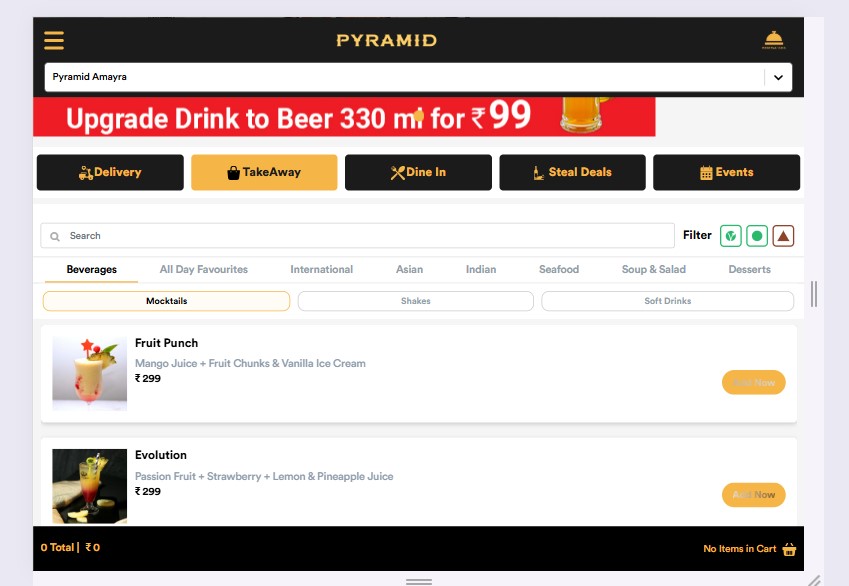 PYRAMID
Pyramid Amayra
Upgrade Drink to Beer 330 ml for ₹99
Delivery
TakeAway
Dine In
Steal Deals
Events
Search
Filter
Beverages All Day Favourites International Asian Indian Seafood Soup & Salad Desserts
Mocktails Shakes Soft Drinks
Fruit Punch
Mango Juice + Fruit Chunks & Vanilla Ice Cream
₹ 299
Add Now
Evolution
Passion Fruit + Strawberry + Lemon & Pineapple Juice
₹ 299
Add Now
0 Total | ₹ 0
No Items in Cart